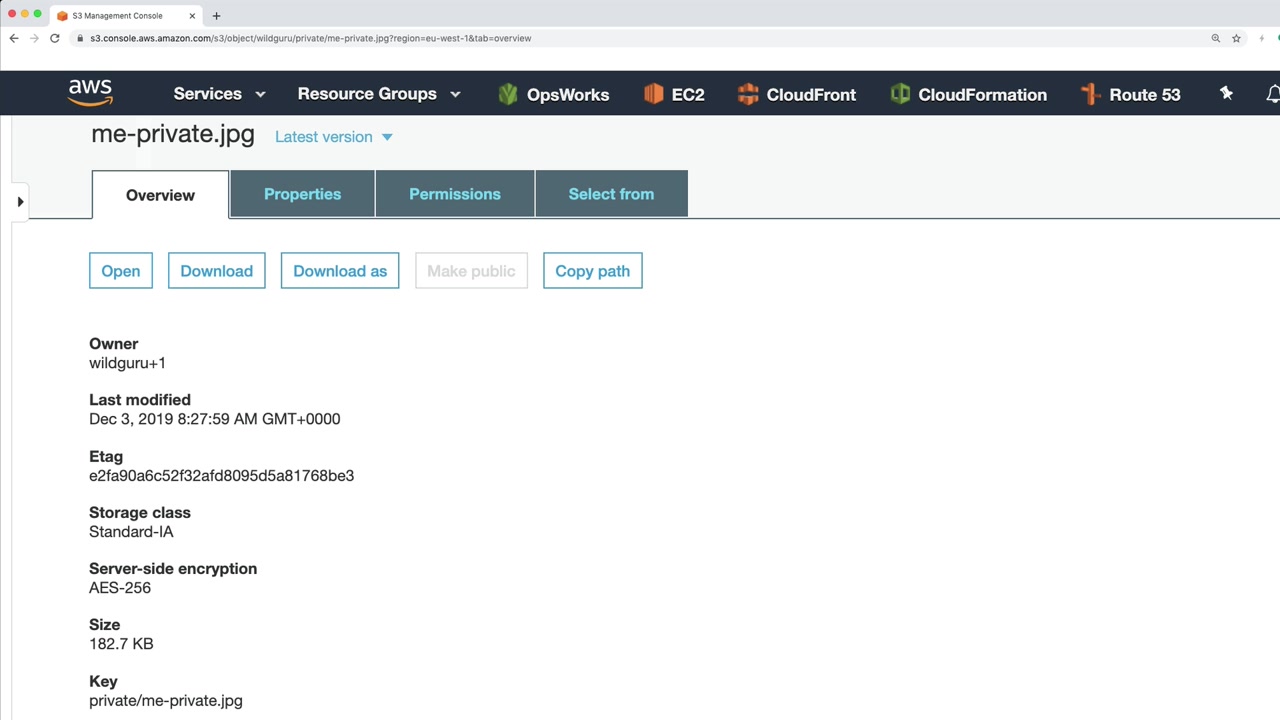 S3 Management Console
s3.console.aws.amazon.com/s3/object/wildguru/private/me-private.jpg?region=eu-west-1&tab=overview
aws Services Resource Groups OpsWorks EC2 CloudFront CloudFormation Route 53
me-private.jpg Latest version
Overview Properties Permissions Select from
Open Download Download as Make public Copy path
Owner
wildguru+1
Last modified
Dec 3, 2019 8:27:59 AM GMT+0000
Etag
e2fa90a6c52f32afd8095d5a81768be3
Storage class
Standard-IA
Server-side encryption
AES-256
Size
182.7 KB
Key
private/me-private.jpg